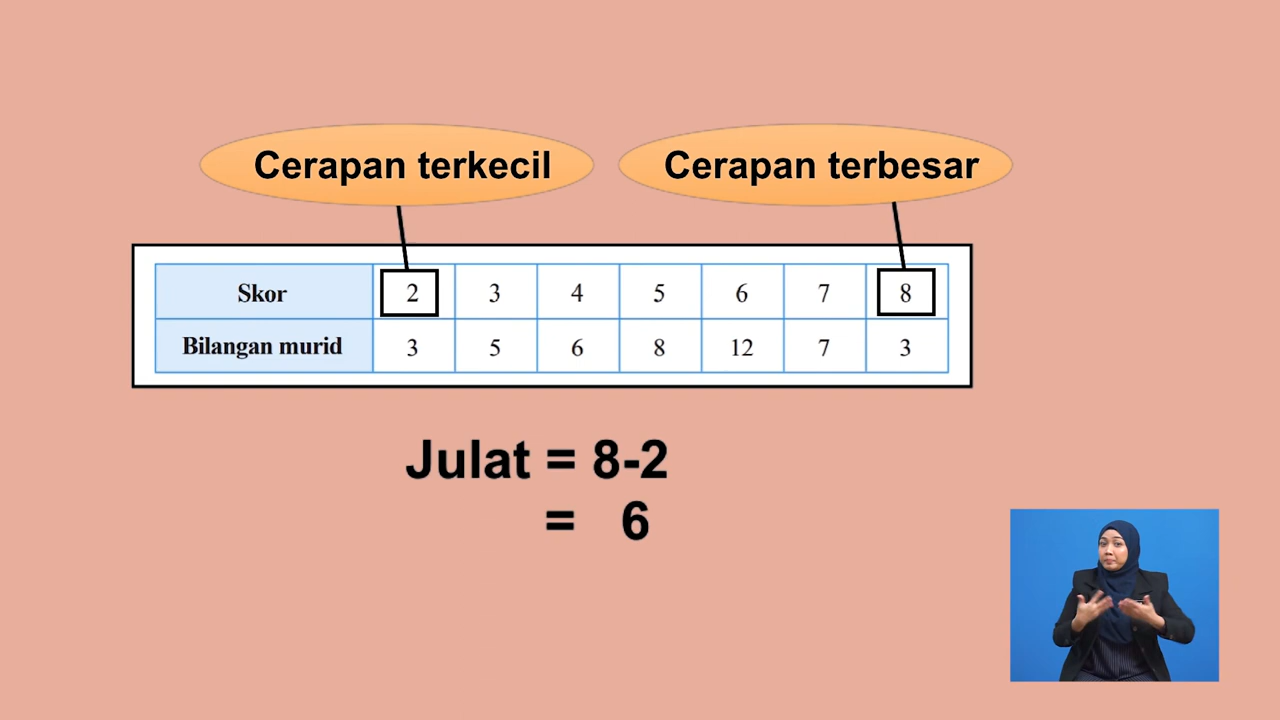 Cerapan terkecil Cerapan terbesar
Skor 2 3 4 5 6 7 8
Bilangan murid 3 5 6 8 12 7 3
Julat = 8-2
= 6